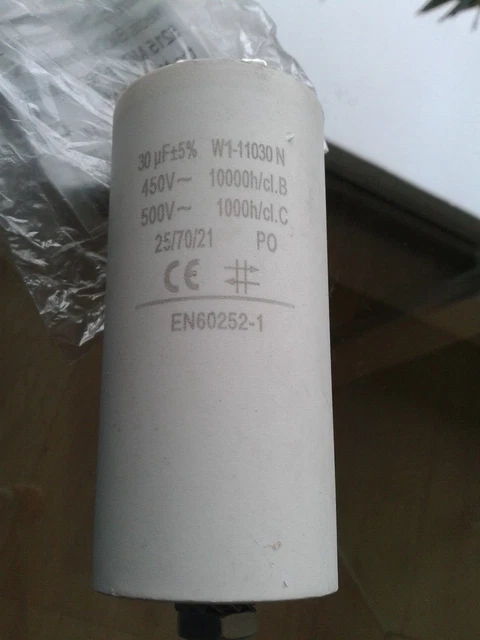 30 µF±5% W1-11030 N
450V~ 10000h/cl.B
500V~ 1000h/cl.C
25/70/21 PO
CE
EN60252-1